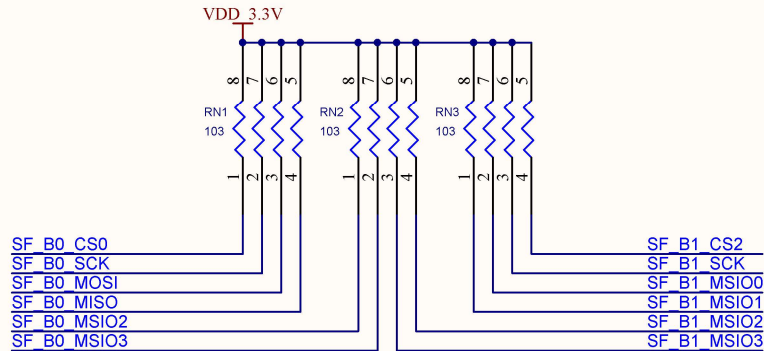 VDD_3.3V
8 7 6 5 8 7 6 5 8 7 6 5
RN1 RN2 RN3
103 103 103
1 2 3 4 1 2 3 4 1 2 3 4
SF_B0_CS0 SF_B1_CS2
SF_B0_SCK SF_B1_SCK
SF_B0_MOSI SF_B1_MSIO0
SF_B0_MISO SF_B1_MSIO1
SF_B0_MSIO2 SF_B1_MSIO2
SF_B0_MSIO3 SF_B1_MSIO3